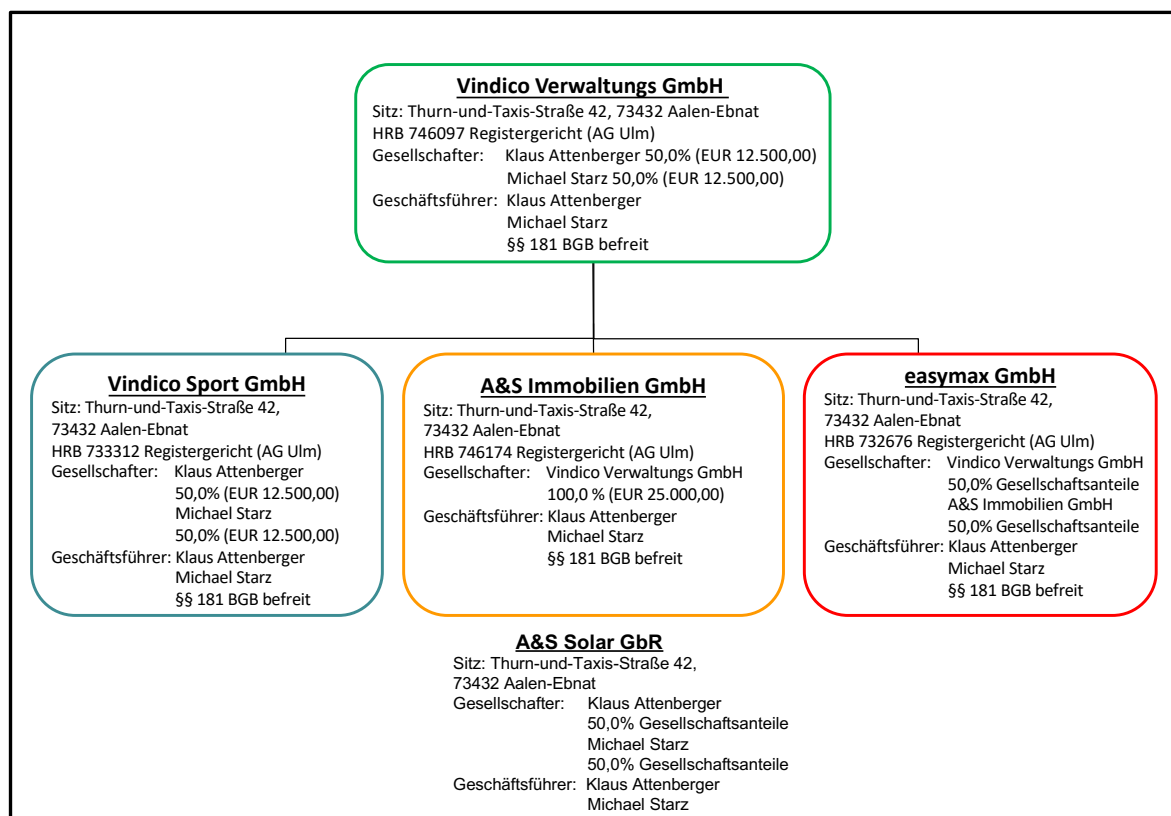 Vindico Verwaltungs GmbH
Sitz: Thurn-und-Taxis-Straße 42, 73432 Aalen-Ebnat
HRB 746097 Registergericht (AG Ulm)
Gesellschafter: Klaus Attenberger 50,0% (EUR 12.500,00)
Michael Starz 50,0% (EUR 12.500,00)
Geschäftsführer: Klaus Attenberger
Michael Starz
§§ 181 BGB befreit
Vindico Sport GmbH
Sitz: Thurn-und-Taxis-Straße 42,
73432 Aalen-Ebnat
HRB 733312 Registergericht (AG Ulm)
Gesellschafter: Klaus Attenberger
50,0% (EUR 12.500,00)
Michael Starz
50,0% (EUR 12.500,00)
Geschäftsführer: Klaus Attenberger
Michael Starz
§§ 181 BGB befreit
A&S Immobilien GmbH
Sitz: Thurn-und-Taxis-Straße 42,
73432 Aalen-Ebnat
HRB 746174 Registergericht (AG Ulm)
Gesellschafter: Vindico Verwaltungs GmbH
100,0 % (EUR 25.000,00)
Geschäftsführer: Klaus Attenberger
Michael Starz
§§ 181 BGB befreit
easymax GmbH
Sitz: Thurn-und-Taxis-Straße 42,
73432 Aalen-Ebnat
HRB 732676 Registergericht (AG Ulm)
Gesellschafter: Vindico Verwaltungs GmbH
50,0% Gesellschaftsanteile
A&S Immobilien GmbH
50,0% Gesellschaftsanteile
Geschäftsführer: Klaus Attenberger
Michael Starz
§§ 181 BGB befreit
A&S Solar GbR
Sitz: Thurn-und-Taxis-Straße 42,
73432 Aalen-Ebnat
Gesellschafter: Klaus Attenberger
50,0% Gesellschaftsanteile
Michael Starz
50,0% Gesellschaftsanteile
Geschäftsführer: Klaus Attenberger
Michael Starz